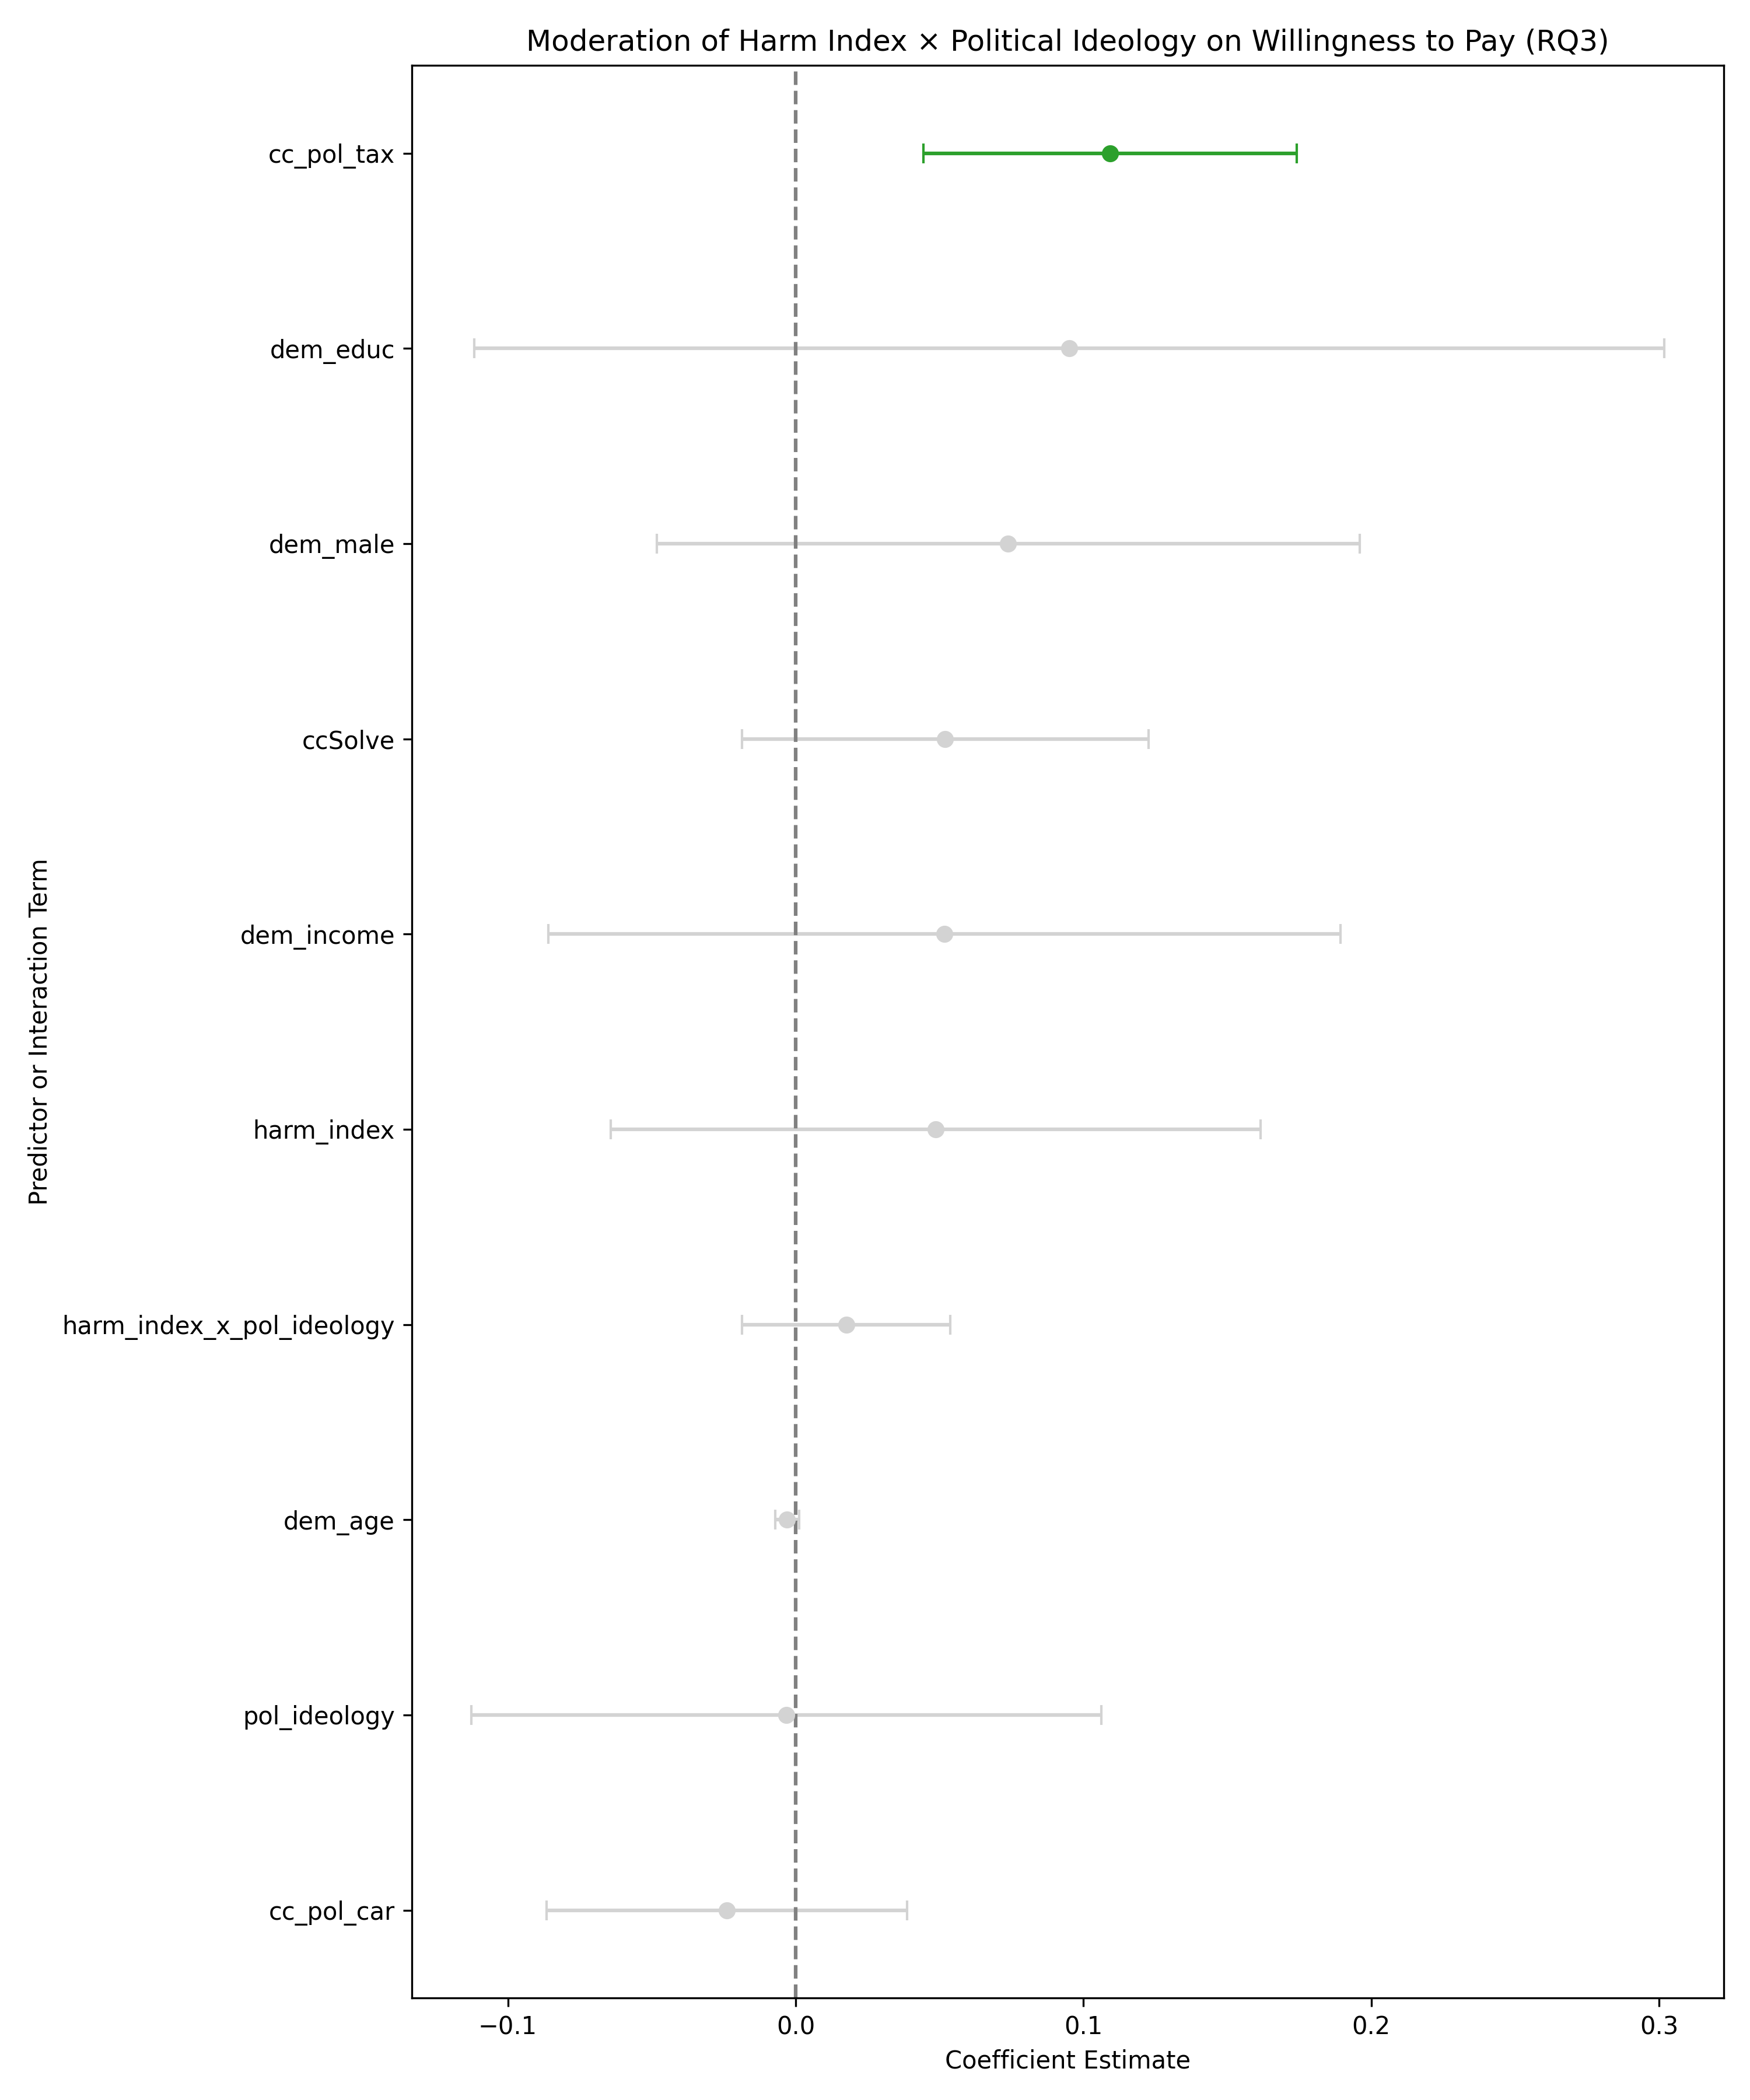 Moderation of Harm Index × Political Ideology on Willingness to Pay (RQ3)
cc_pol_tax
dem_educ
dem_male
ccSolve
dem_income
harm_index
harm_index_x_pol_ideology
dem_age
pol_ideology
cc_pol_car
Predictor or Interaction Term
−0.1 0.0 0.1 0.2 0.3
Coefficient Estimate